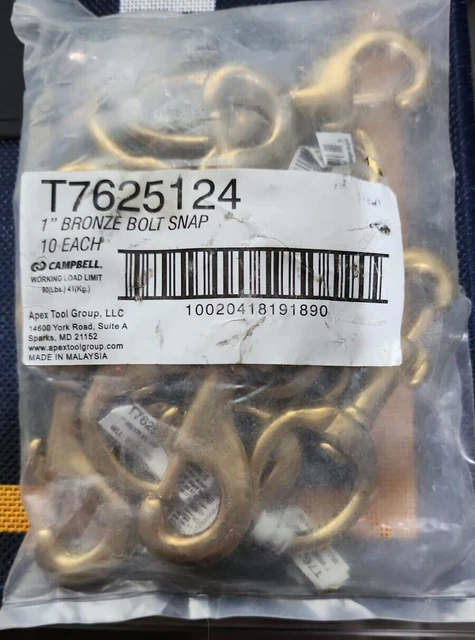 T7625124
1" BRONZE BOLT SNAP
10 EACH
CAMPBELL.
WORKING LOAD LIMIT
90(Lbs.) 41(Kg.)
Apex Tool Group, LLC
14600 York Road, Suite A
Sparks, MD 21152
www.apextoolgroup.com
MADE IN MALAYSIA
10020418191890
T762